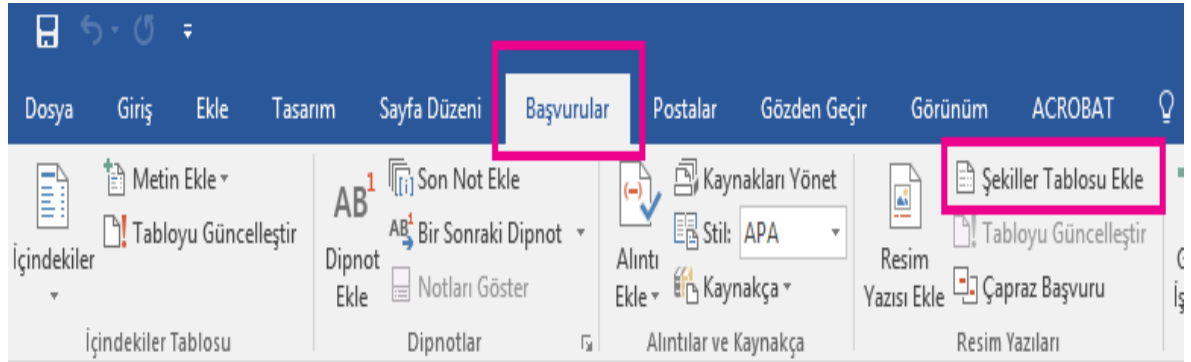 Dosya Giriş Ekle Tasarım Sayfa Düzeni Başvurular Postalar Gözden Geçir Görünüm ACROBAT
İçindekiler
Metin Ekle
Tabloyu Güncelleştir
İçindekiler Tablosu
AB1
Dipnot
Ekle
Son Not Ekle
AB1 Bir Sonraki Dipnot
Notları Göster
Dipnotlar
Alıntı
Ekle
Kaynakları Yönet
Stil: APA
Kaynakça
Alıntılar ve Kaynakça
Resim
Yazısı Ekle
Şekiller Tablosu Ekle
Tabloyu Güncelleştir
Çapraz Başvuru
Resim Yazıları